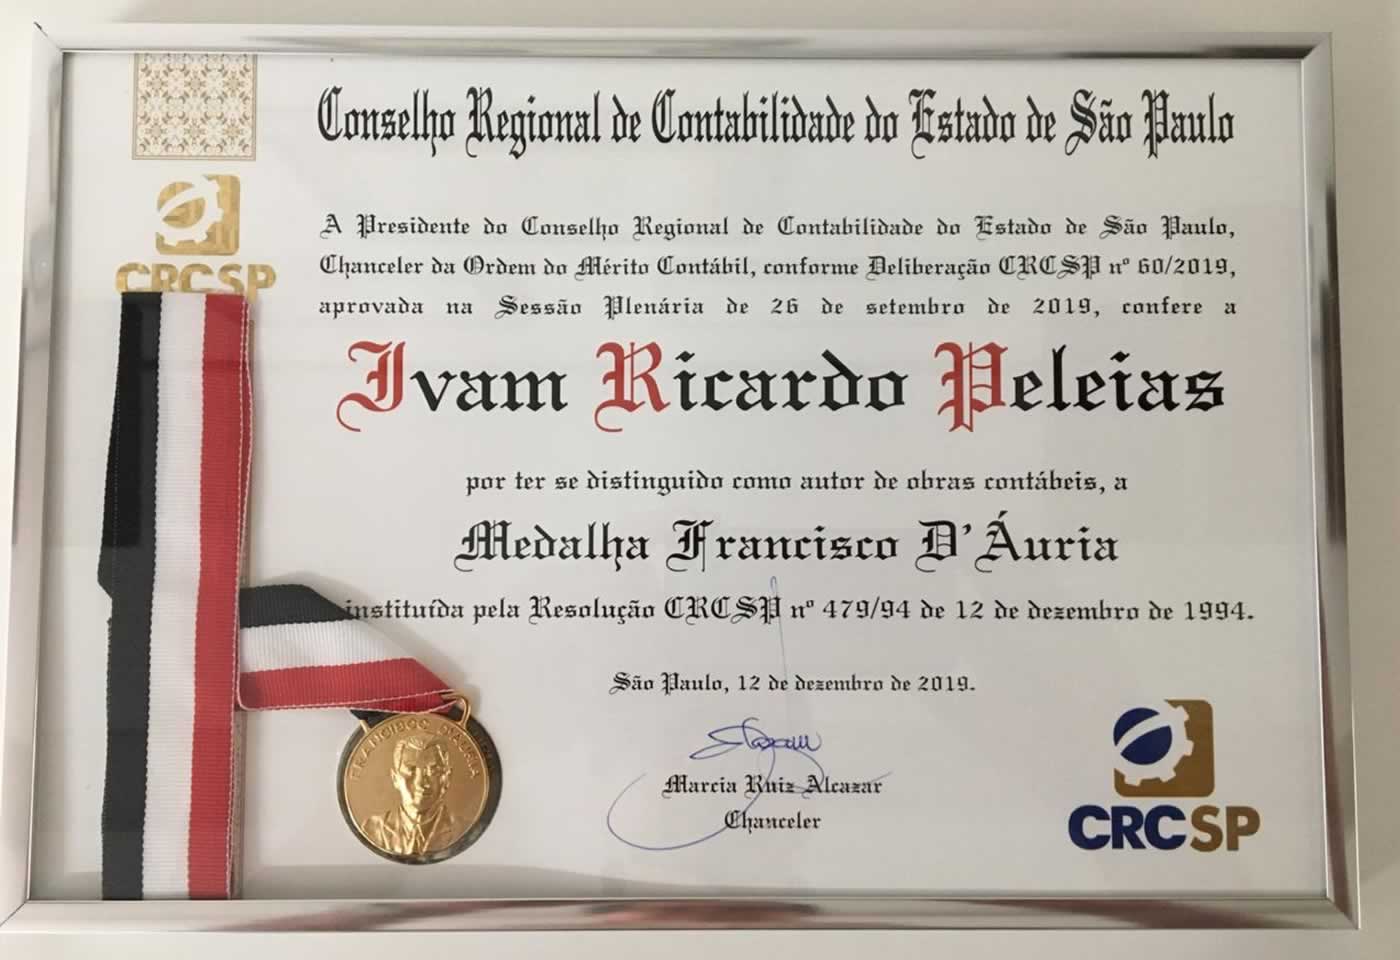 Conselho Regional de Contabilidade do Estado de São Paulo
CRCSP
A Presidente do Conselho Regional de Contabilidade do Estado de São Paulo,
Chanceler da Ordem do Mérito Contábil, conforme Deliberação CRCSP nº 60/2019,
aprovada na Sessão Plenária de 26 de setembro de 2019, confere a
Ivam Ricardo Peleias
por ter se distinguido como autor de obras contábeis, a
Medalha Francisco D'Áuria
instituída pela Resolução CRCSP nº 479/94 de 12 de dezembro de 1994.
São Paulo, 12 de dezembro de 2019.
FRANCISCO D'AURIA
Marcia Ruiz Alcazar
Chanceler
CRCSP